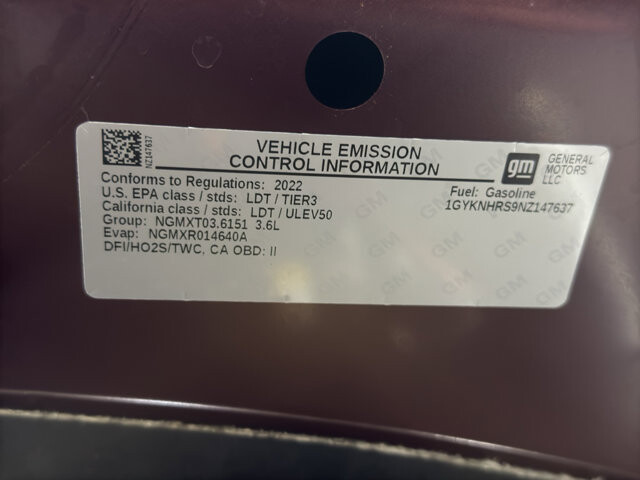 NZ147637
VEHICLE EMISSION
CONTROL INFORMATION
gm
GENERAL
MOTORS
LLC
Conforms to Regulations: 2022
U.S. EPA class / stds: LDT / TIER3
California class / stds: LDT / ULEV50
Group: NGMXT03.6151 3.6L
Evap: NGMXR014640A
DFI/HO2S/TWC, CA OBD: II
Fuel: Gasoline
1GYKNHRS9NZ147637